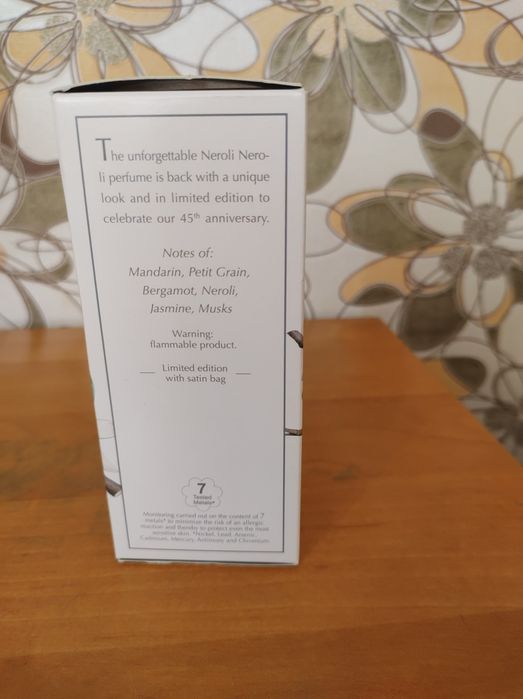 The unforgettable Neroli Nero-
li perfume is back with a unique
look and in limited edition to
celebrate our 45th anniversary.
Notes of:
Mandarin, Petit Grain,
Bergamot, Neroli,
Jasmine, Musks
Warning:
flammable product.
Limited edition
with satin bag
7
Tested
Metals*
Monitoring carried out on the content of 7
metals* to minimise the risk of an allergic
reaction and thereby to protect even the most
sensitive skin. *Nickel, Lead, Arsenic,
Cadmium, Mercury, Antimony and Chromium